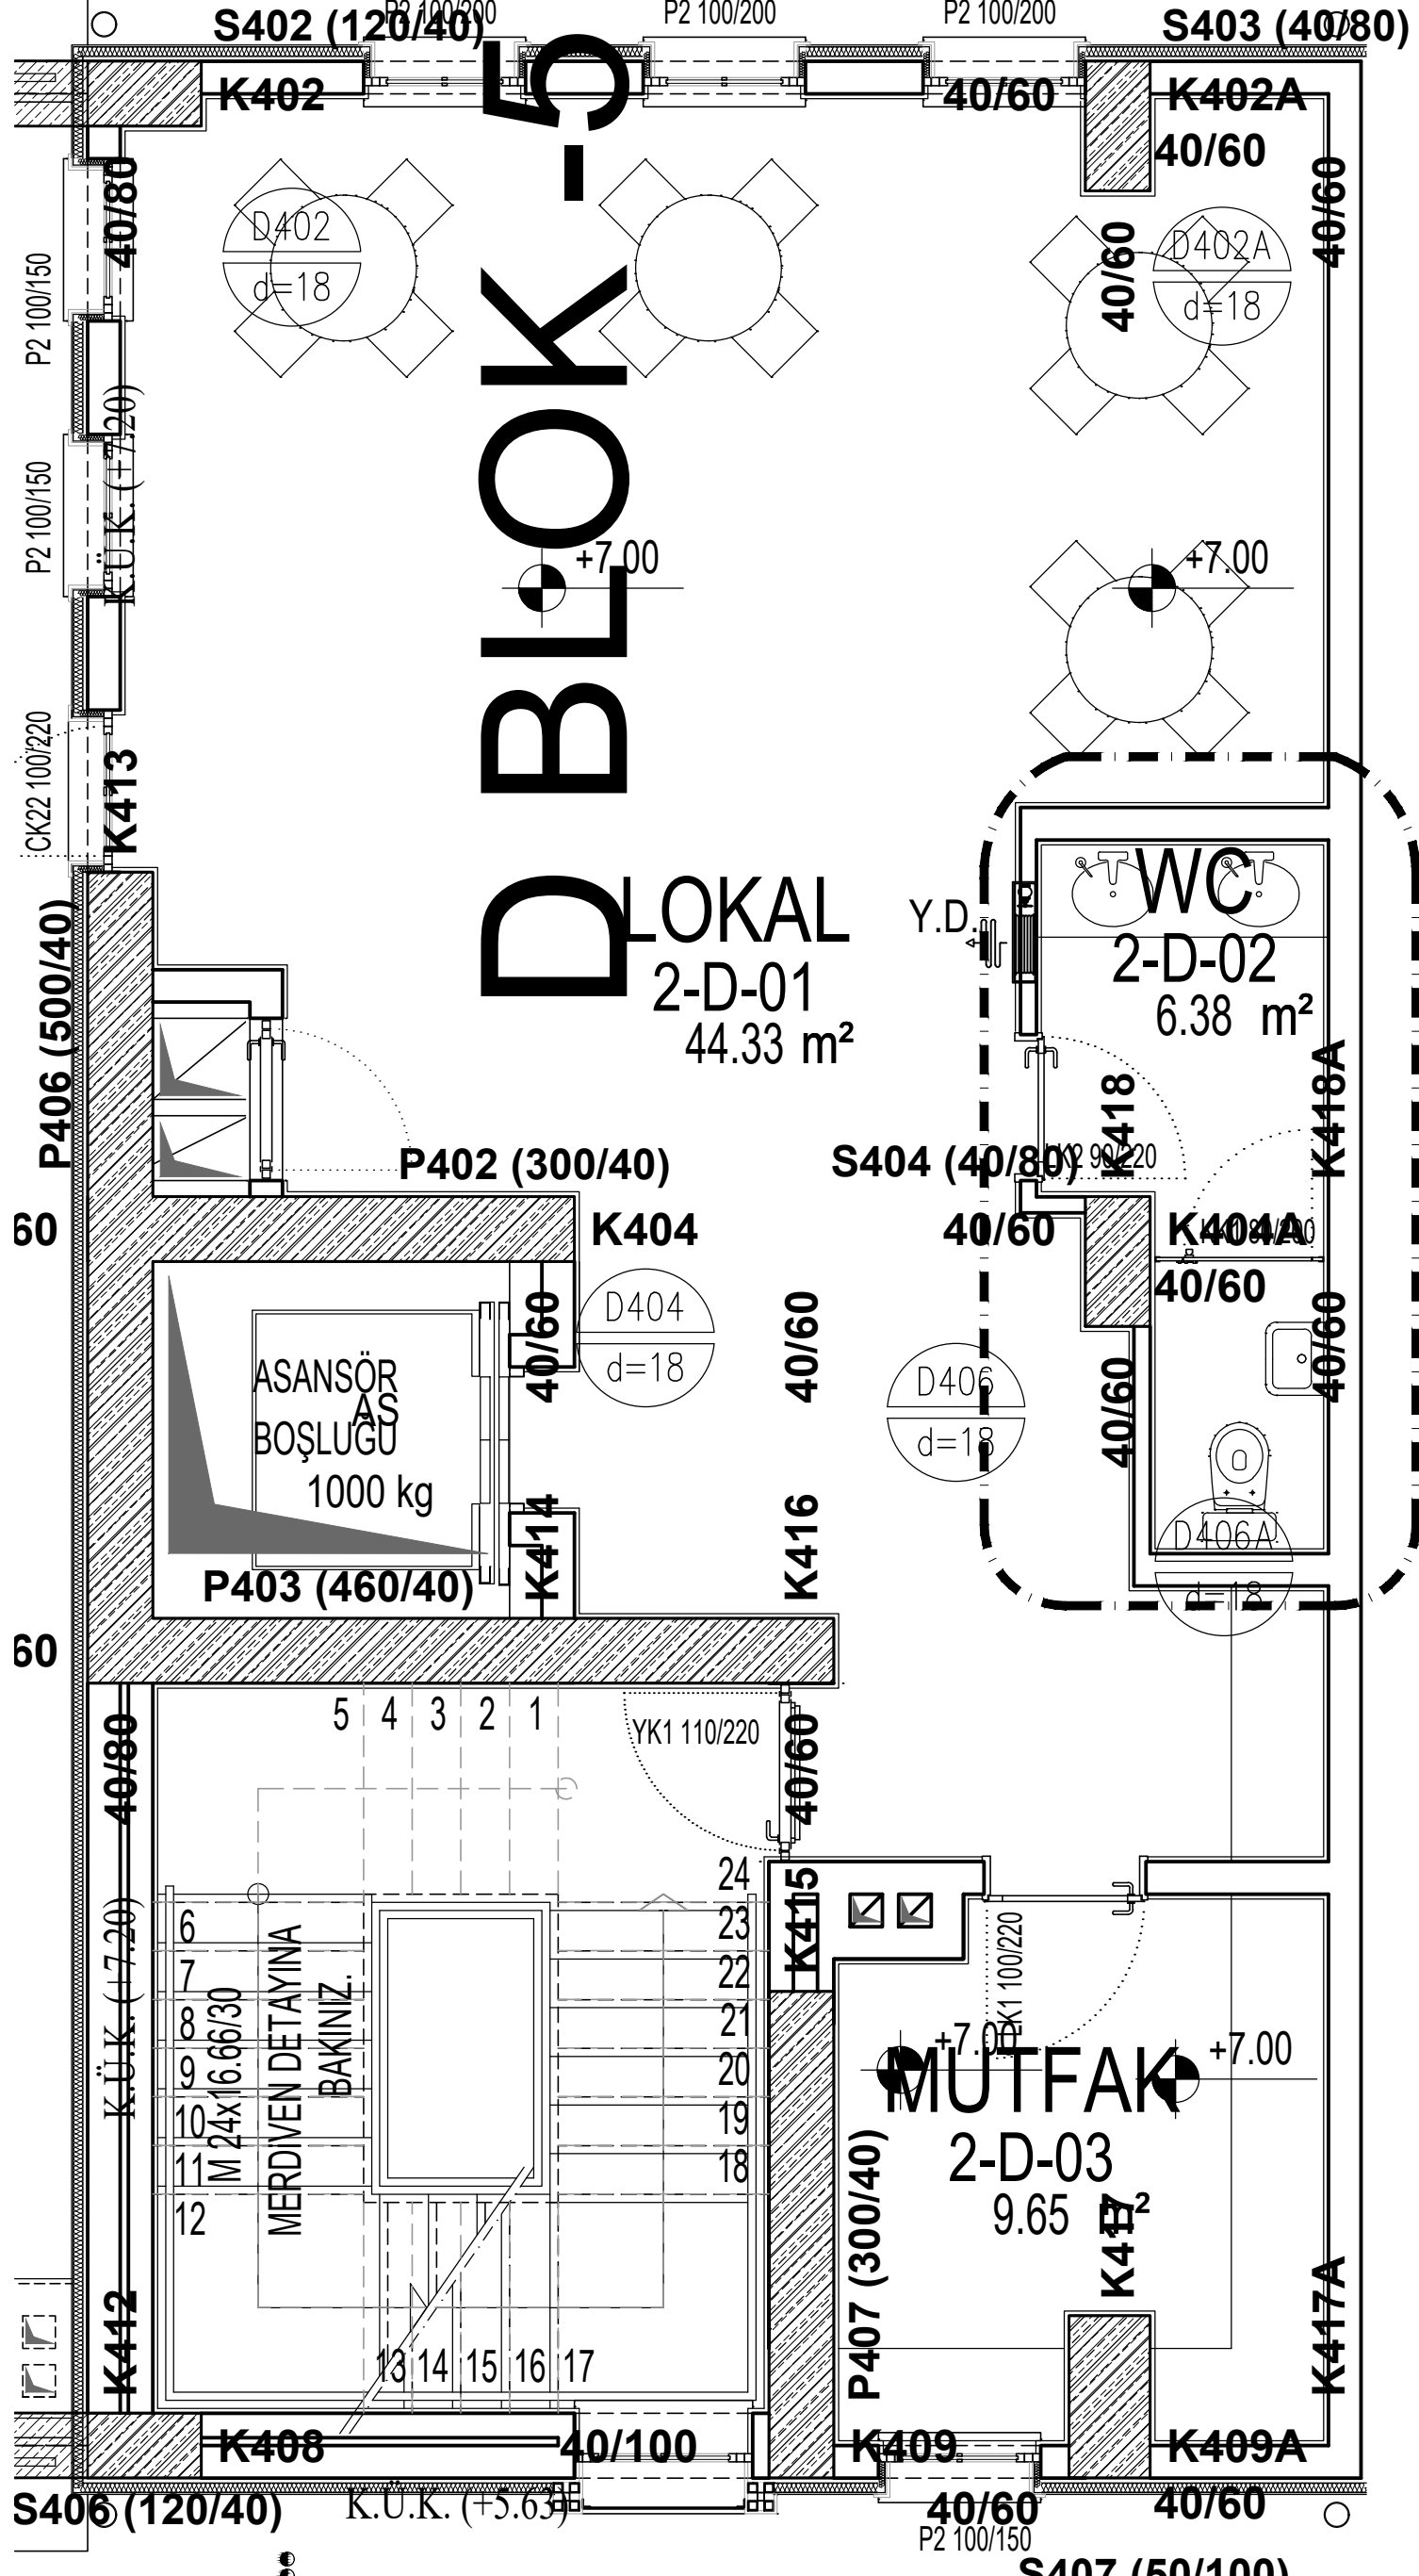 P2 100/200
P2 100/200
P2 100/200
S402 (120/40)
S403 (40/80)
K402
40/60
K402A
40/60
40/80
40/60
40/60
D402
d=18
D402A
d=18
P2 100/150
P2 100/150
K.Ü.K. (+7.20)
D BLOK -5
+7.00
+7.00
CK22 100/220
K413
LOKAL
2-D-01
44.33 m²
Y.D.
WC
2-D-02
6.38 m²
P406 (500/40)
K418
K418A
P402 (300/40)
S404 (40/80)
60
K404
40/60
K404A
40/60
40/60
D404
d=18
40/60
D406
d=18
40/60
40/60
ASANSÖR
AS
BOŞLUĞU
1000 kg
K414
K416
D406A
d=18
P403 (460/40)
60
5 4 3 2 1
YK1 110/220
40/80
40/60
24
23
22
21
20
19
18
6
7
8
9
10
11
12
M 24x16.66/30
MERDİVEN DETAYINA
BAKINIZ.
K.Ü.K. (+7.20)
K415
+7.00
+7.00
MUTFAK
2-D-03
9.65 m²
P407 (300/40)
K417
K417A
K412
13 14 15 16 17
K408
40/100
K409
K409A
S406 (120/40)
K.Ü.K. (+5.63)
40/60
40/60
P2 100/150
S407 (50/100)